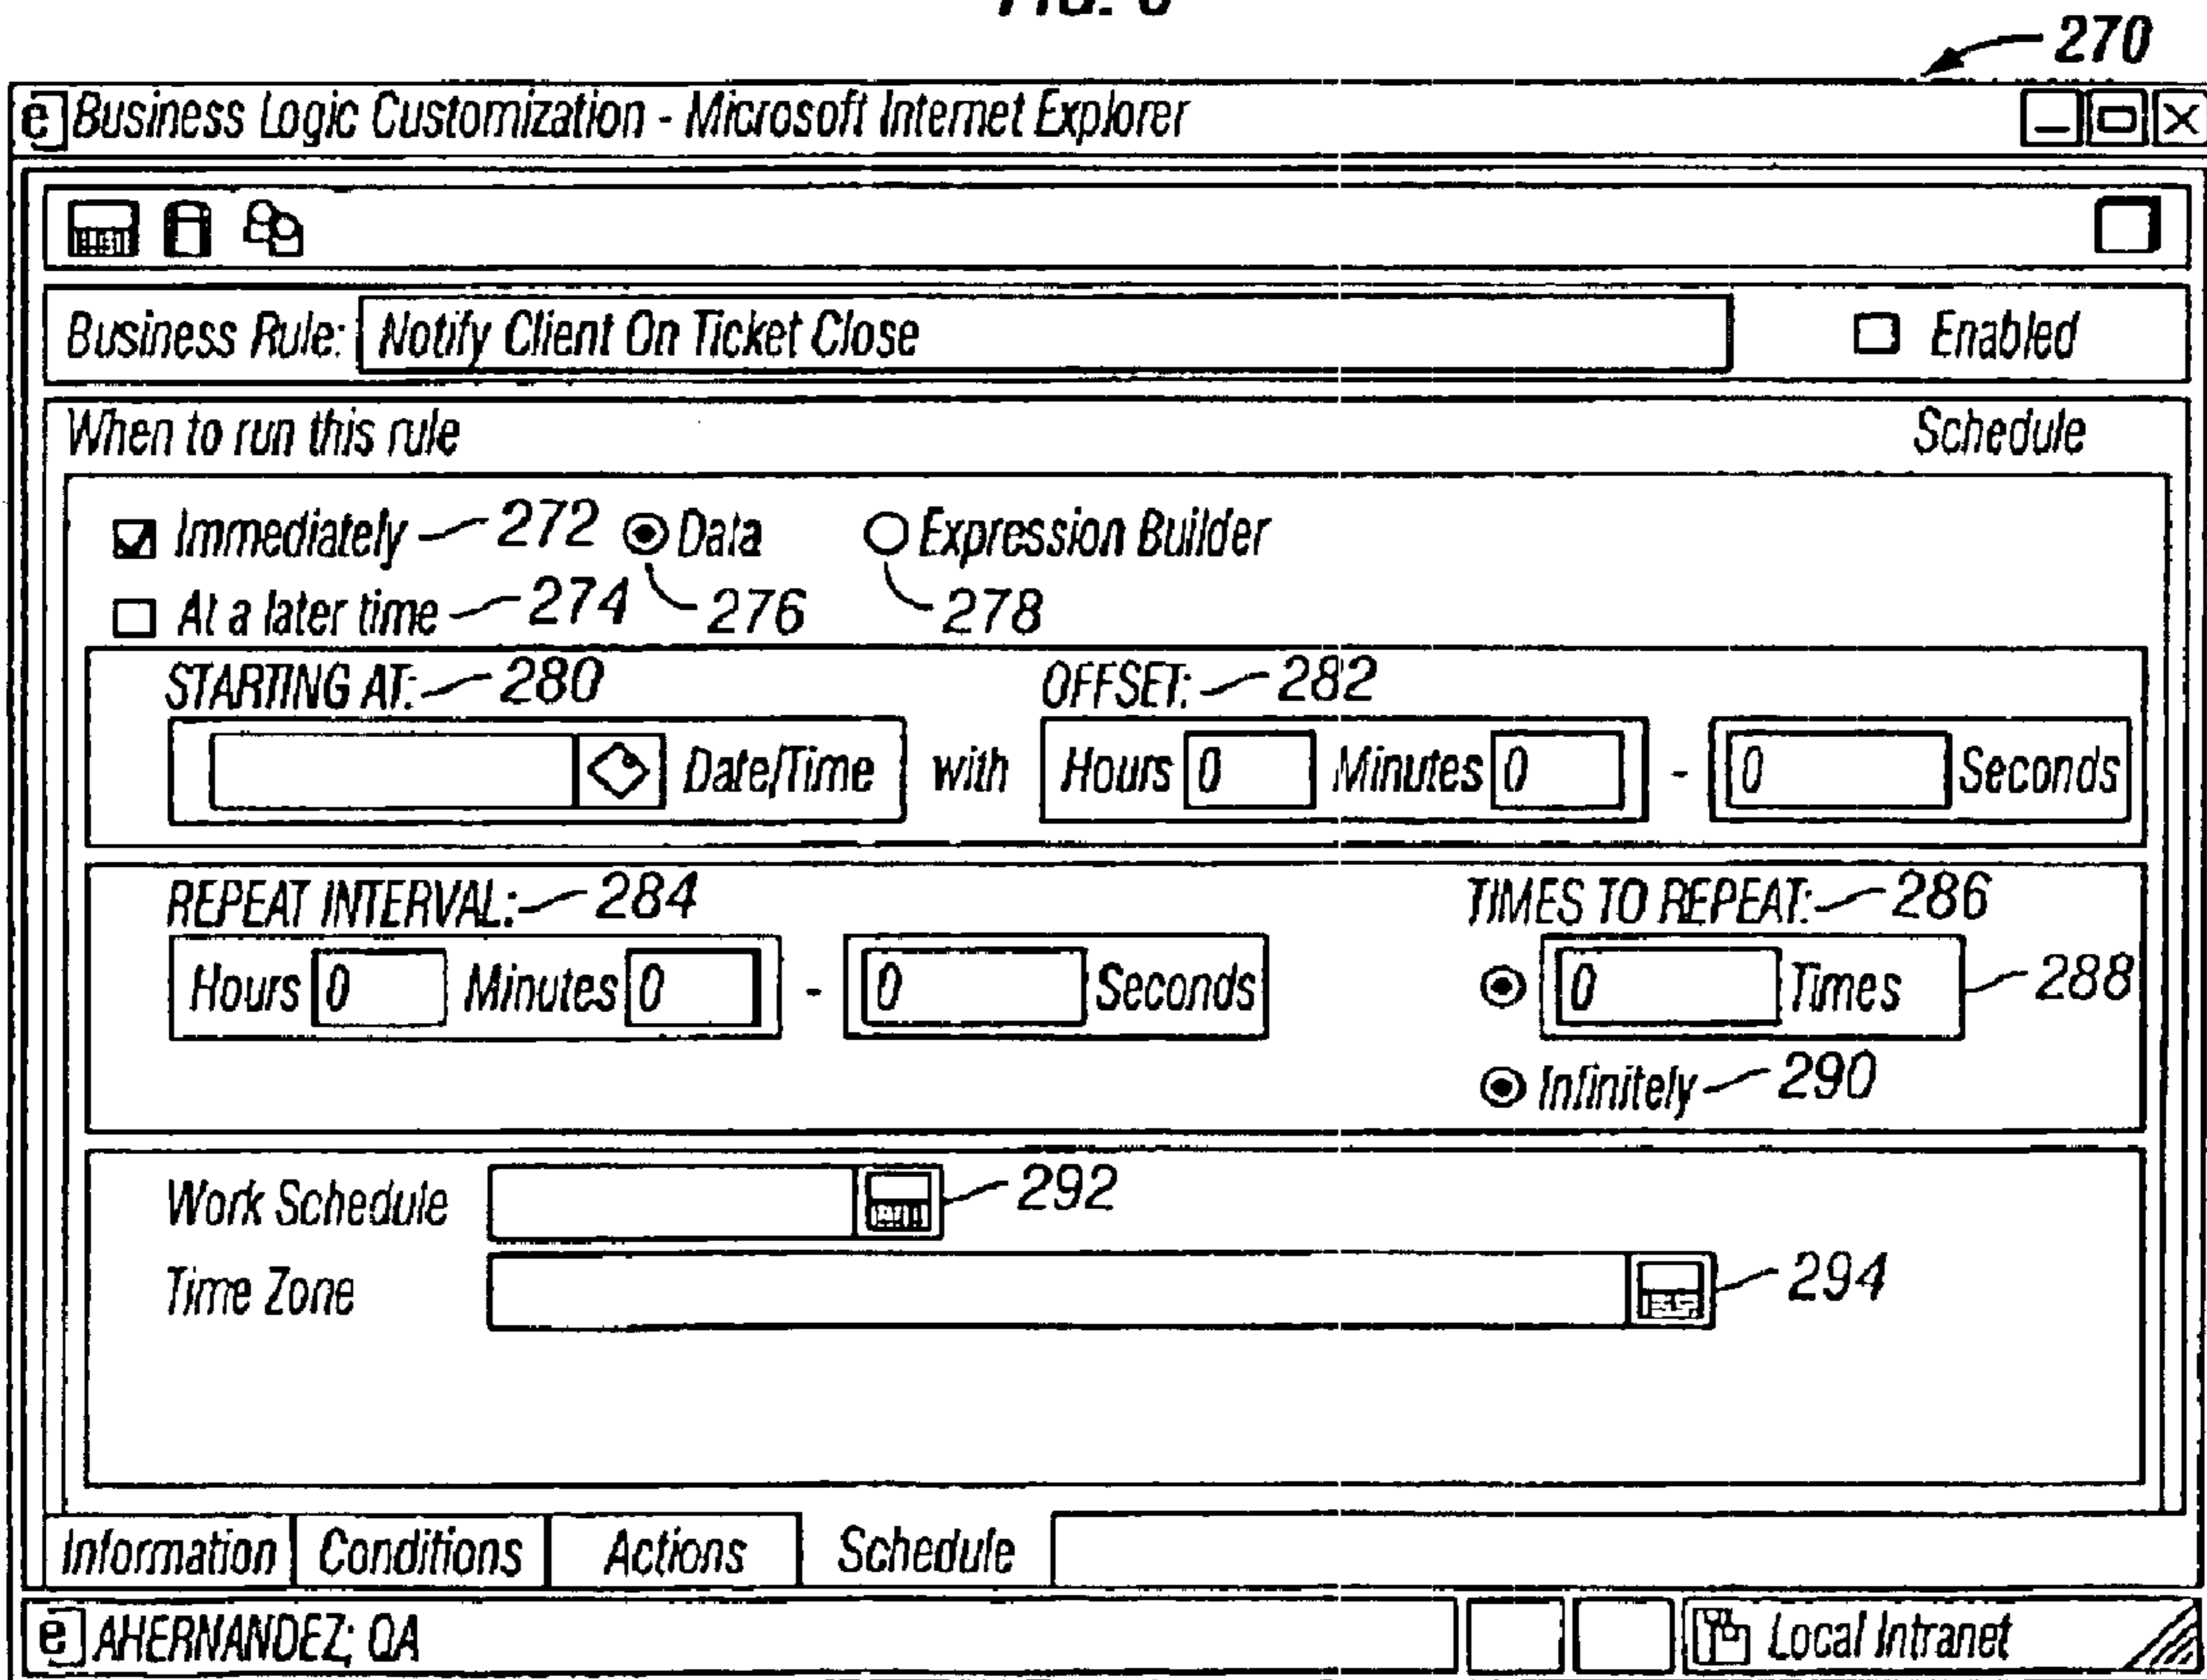 270
Business Logic Customization - Microsoft Internet Explorer
Business Rule: Notify Client On Ticket Close Enabled
When to run this rule Schedule
Immediately 272 Data Expression Builder
At a later time 274 276 278
STARTING AT: 280 OFFSET: 282
Date/Time with Hours 0 Minutes 0 - 0 Seconds
REPEAT INTERVAL: 284 TIMES TO REPEAT: 286
Hours 0 Minutes 0 - 0 Seconds 0 Times 288
Infinitely 290
Work Schedule 292
Time Zone 294
Information Conditions Actions Schedule
AHERNANDEZ; QA Local Intranet